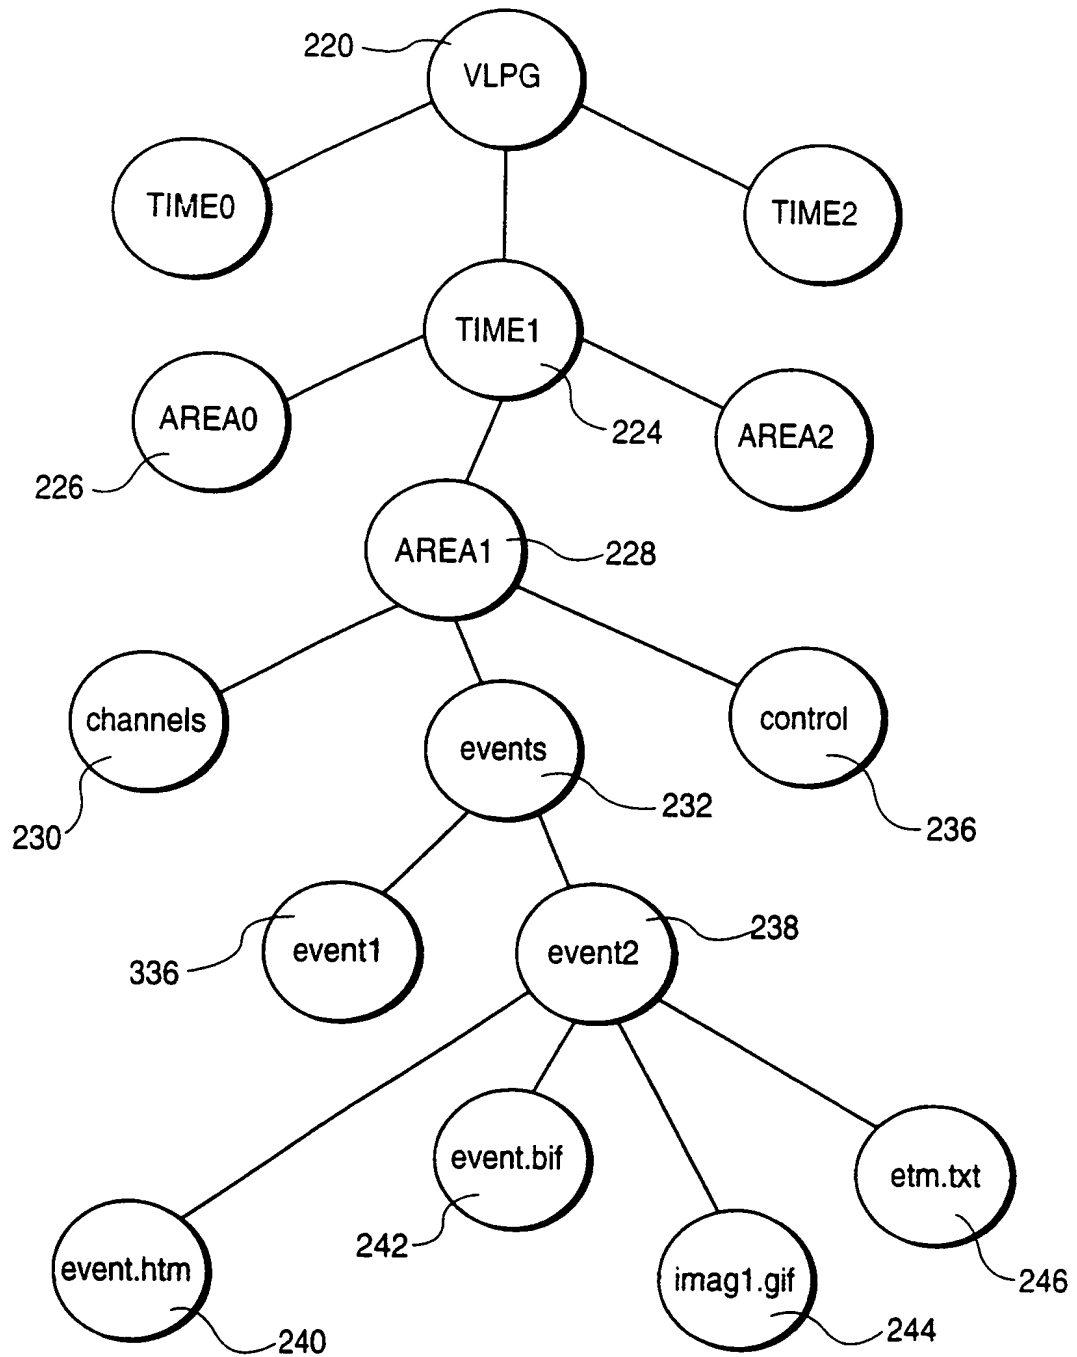 220
VLPG
TIME0
TIME2
TIME1
224
AREA0
226
AREA2
AREA1
228
channels
230
events
232
control
236
event1
336
event2
238
event.htm
240
event.bif
242
imag1.gif
244
etm.txt
246